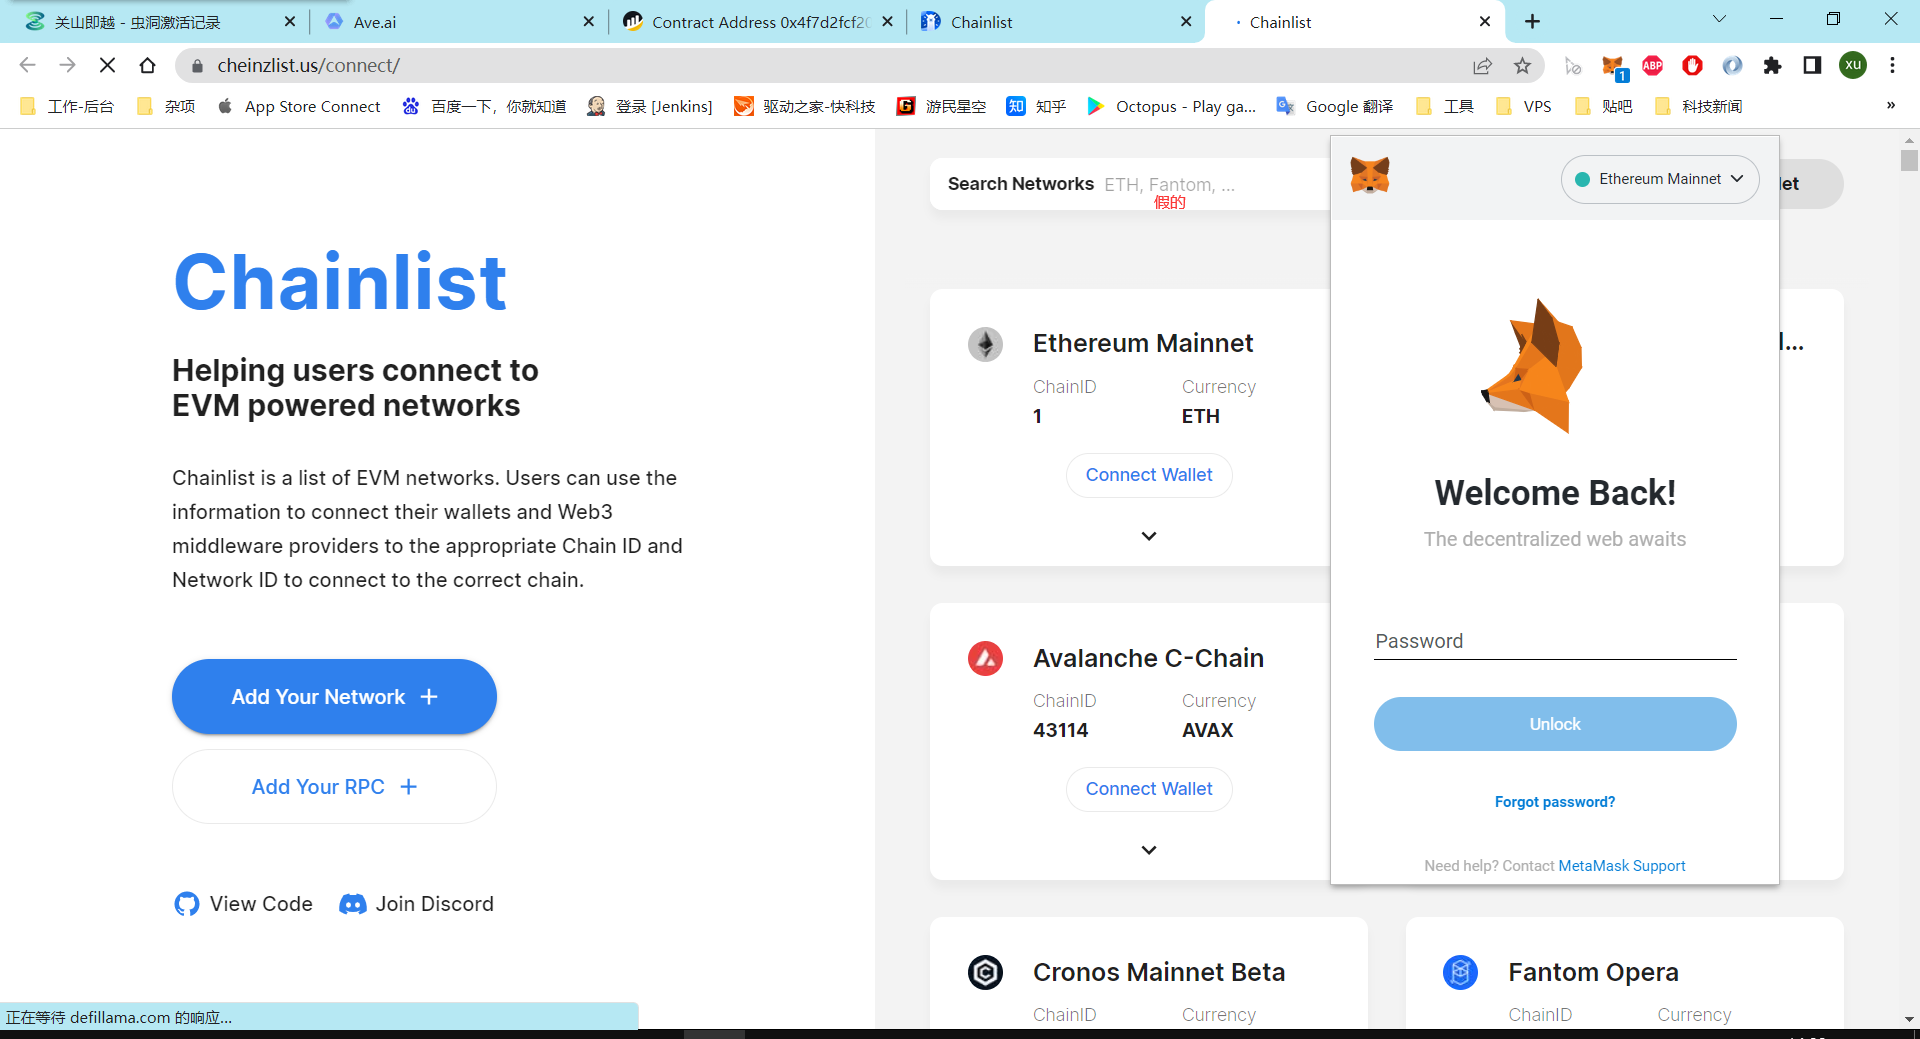 关山即越 - 虫洞激活记录
Ave.ai
Contract Address 0x4f7d2fcf2
Chainlist
Chainlist
cheinzlist.us/connect/
1
ABP
XU
工作-后台
杂项
App Store Connect
百度一下，你就知道
登录 [Jenkins]
驱动之家-快科技
游民星空
知
知乎
Octopus - Play ga...
Google 翻译
工具
VPS
贴吧
科技新闻
»
Chainlist
Helping users connect to
EVM powered networks
Chainlist is a list of EVM networks. Users can use the
information to connect their wallets and Web3
middleware providers to the appropriate Chain ID and
Network ID to connect to the correct chain.
Add Your Network +
Add Your RPC +
View Code
Join Discord
Search Networks
ETH, Fantom, ...
假的
Ethereum Mainnet
ChainID
Currency
1
ETH
Connect Wallet
Avalanche C-Chain
ChainID
Currency
43114
AVAX
Connect Wallet
Cronos Mainnet Beta
ChainID
Currency
Fantom Opera
ChainID
Currency
Ethereum Mainnet
Welcome Back!
The decentralized web awaits
Password
Unlock
Forgot password?
Need help? Contact MetaMask Support
正在等待 defillama.com 的响应...